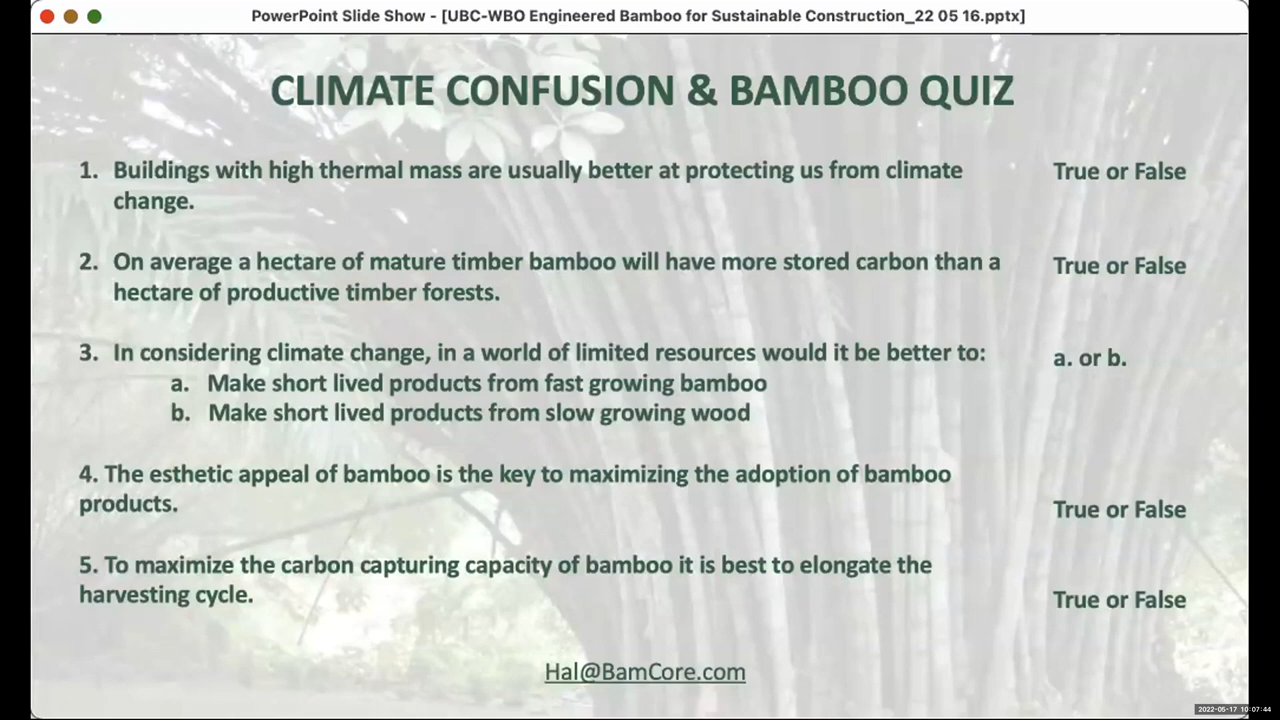 PowerPoint Slide Show - [UBC-WBO Engineered Bamboo for Sustainable Construction_22 05 16.pptx]
CLIMATE CONFUSION & BAMBOO QUIZ
1. Buildings with high thermal mass are usually better at protecting us from climate
change.
True or False
2. On average a hectare of mature timber bamboo will have more stored carbon than a
hectare of productive timber forests.
True or False
3. In considering climate change, in a world of limited resources would it be better to:
a. or b.
a. Make short lived products from fast growing bamboo
b. Make short lived products from slow growing wood
4. The esthetic appeal of bamboo is the key to maximizing the adoption of bamboo
products.
True or False
5. To maximize the carbon capturing capacity of bamboo it is best to elongate the
harvesting cycle.
True or False
Hal@BamCore.com
2022-05-17 10:07:44